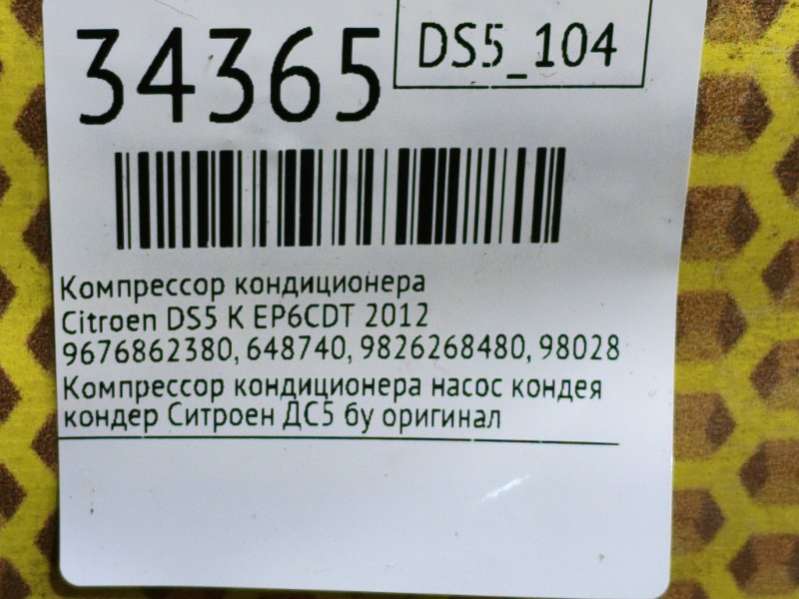 34365
DS5_104
Компрессор кондиционера
Citroen DS5 K EP6CDT 2012
9676862380, 648740, 9826268480, 98028
Компрессор кондиционера насос кондея
кондер Ситроен ДС5 бу оригинал